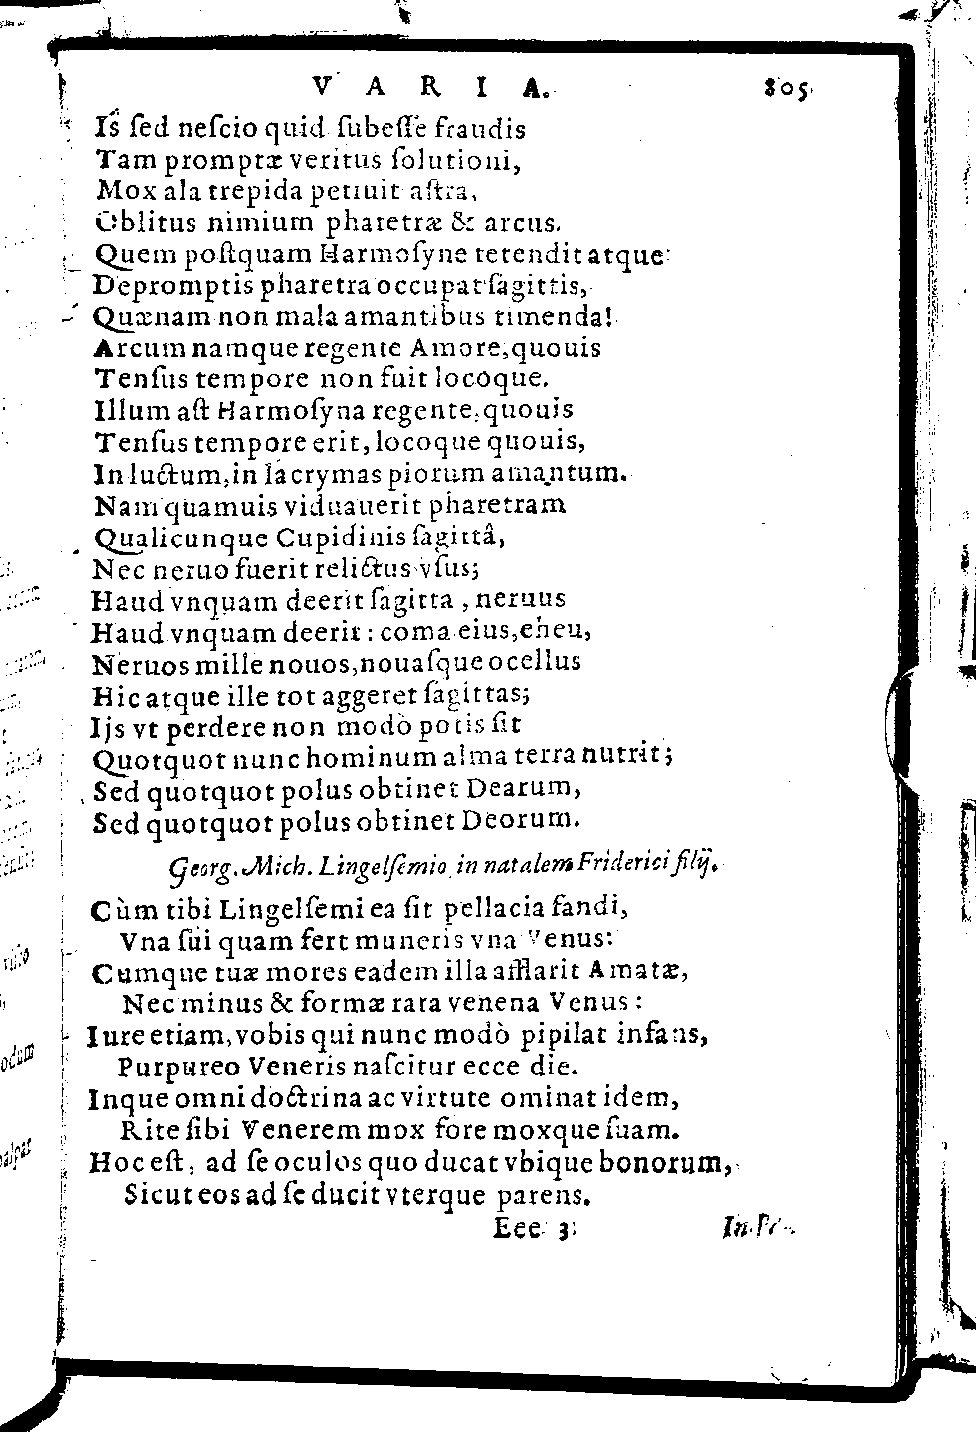 VARIA. 805
Is sed nescio quid subesse fraudis
Tam promptæ veritus solutioni,
Mox ala trepida petiuit astra,
Oblitus nimium pharetræ & arcus.
Quem postquam Harmosyne tetendit atque
Depromptis pharetra occupat sagittis,
Quænam non mala amantibus timenda!
Arcum namque regente Amore, quouis
Tensus tempore non fuit locoque.
Illum ast Harmosyna regente, quouis
Tensus tempore erit, locoque quouis,
In luctum, in lacrymas piorum amantum.
Nam quamuis viduauerit pharetram
Qualicunque Cupidinis sagittâ,
Nec neruo fuerit relictus vsus;
Haud vnquam deerit sagitta, neruus
Haud vnquam deerit: coma eius, eheu,
Neruos mille nouos, nouasque ocellus
Hic atque ille tot aggeret sagittas;
Ijs vt perdere non modò potis sit
Quotquot nunc hominum alma terra nutrit;
Sed quotquot polus obtinet Dearum,
Sed quotquot polus obtinet Deorum.
Georg. Mich. Lingelsemio in natalem Friderici filij.
Cùm tibi Lingelsemi ea sit pellacia fandi,
Vna sui quam fert muneris vna Venus:
Cumque tuæ mores eadem illa afflarit Amatæ,
Nec minus & formæ rara venena Venus:
Iure etiam, vobis qui nunc modò pipilat infans,
Purpureo Veneris nascitur ecce die.
Inque omni doctrina ac virtute ominat idem,
Rite sibi Venerem mox fore moxque suam.
Hoc est, ad se oculos quo ducat vbique bonorum,
Sicut eos ad se ducit vterque parens.
Eee 3 In